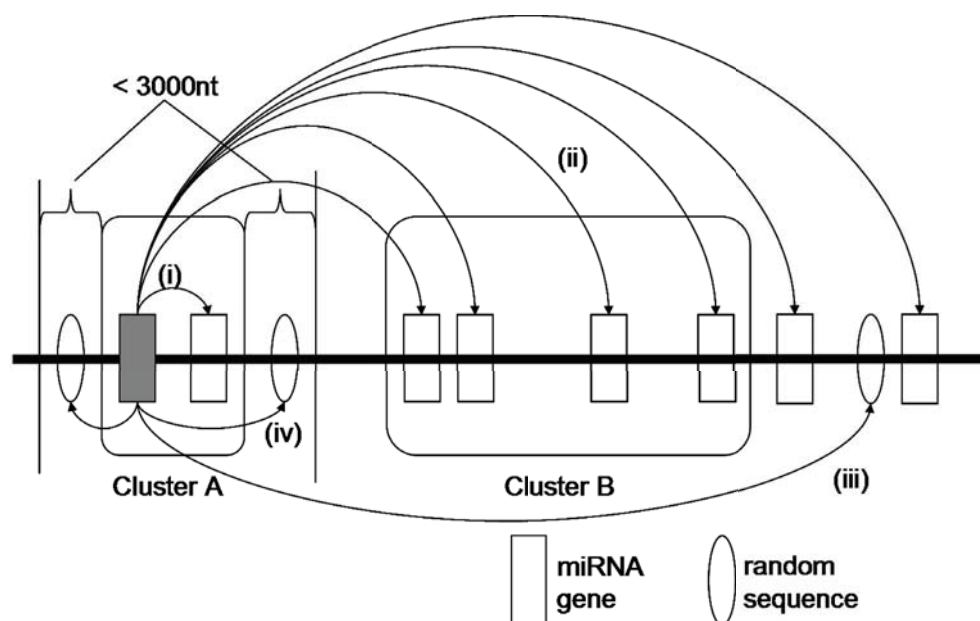 < 3000nt
(ii)
(i)
(iv)
Cluster A
Cluster B
(iii)
miRNA
gene
random
sequence